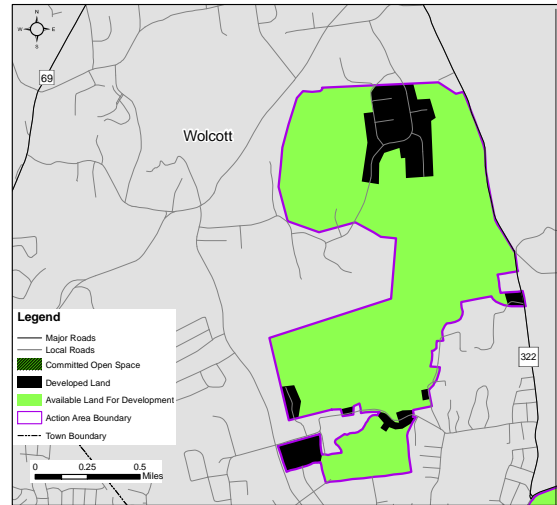 N
W E
S
69
Wolcott
Legend
Major Roads
Local Roads
Committed Open Space
Developed Land
Available Land For Development
Action Area Boundary
Town Boundary
0 0.25 0.5
Miles
322